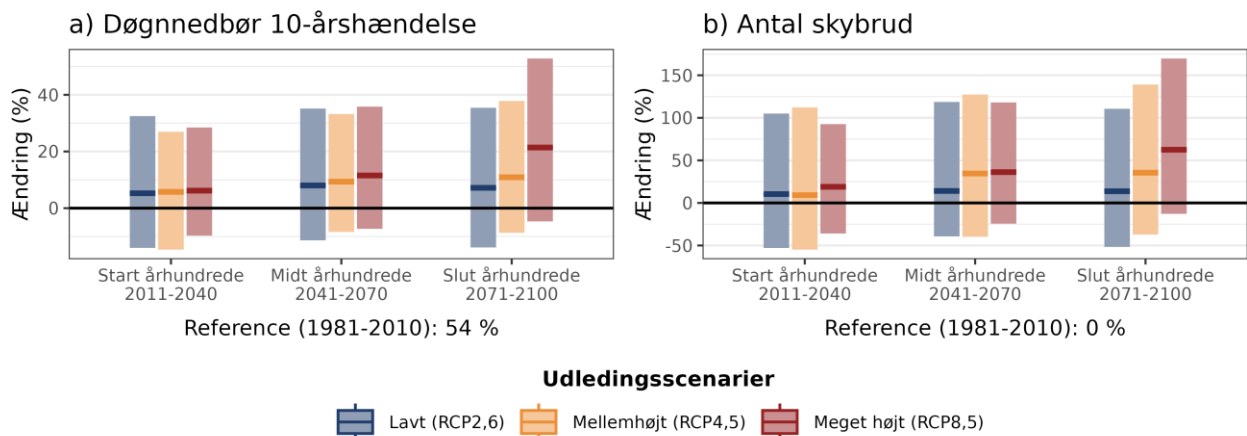 a) Døgnnedbør 10-årshændelse
Ændring (%)
40
20
0
Start århundrede
2011-2040
Midt århundrede
2041-2070
Slut århundrede
2071-2100
Reference (1981-2010): 54 %
b) Antal skybrud
Ændring (%)
150
100
50
0
-50
Start århundrede
2011-2040
Midt århundrede
2041-2070
Slut århundrede
2071-2100
Reference (1981-2010): 0 %
Udledingsscenarier
Lavt (RCP2,6)
Mellemhøjt (RCP4,5)
Meget højt (RCP8,5)